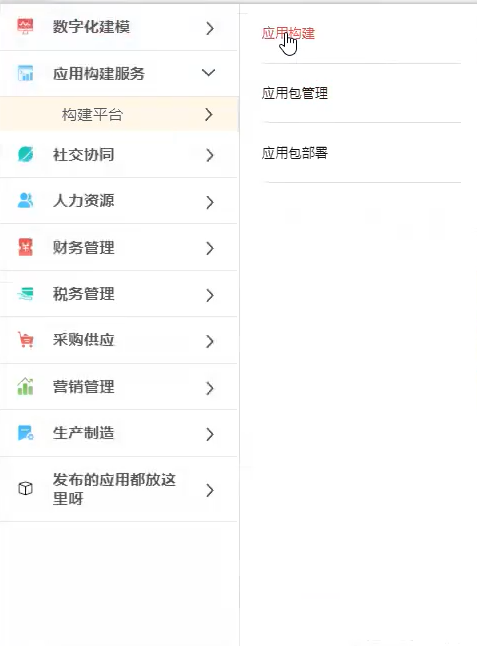 数字化建模
应用构建服务
构建平台
社交协同
人力资源
财务管理
税务管理
采购供应
营销管理
生产制造
发布的应用都放这
里呀
应用构建
应用包管理
应用包部署